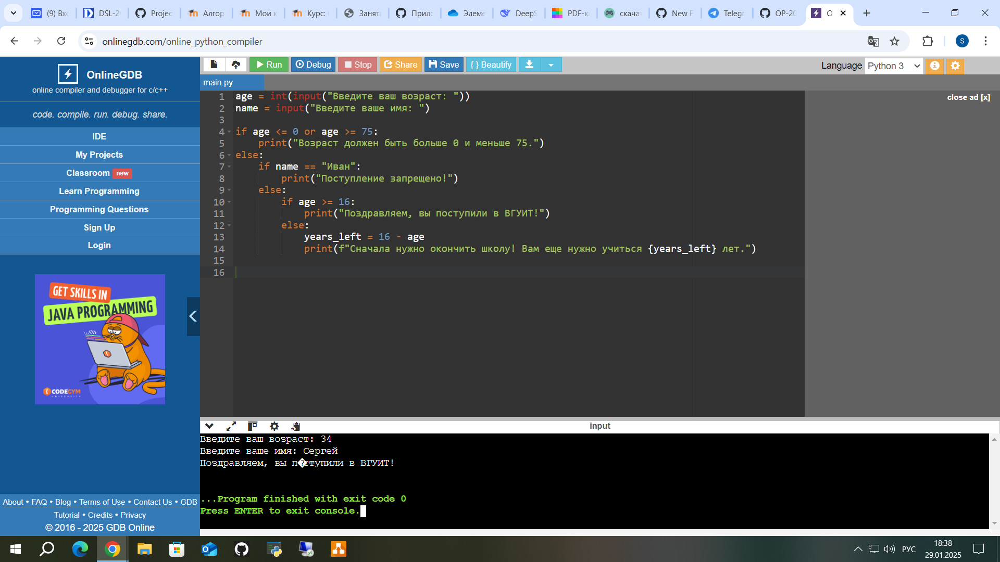 (9) Вхо
DSL-2
Projec
Алгор
Мои к
Курс:
Занят
Прило
Элеме
DeepS
PDF-к
скачат
New F
Telegr
OP-20
O
onlinegdb.com/online_python_compiler
S
OnlineGDB
online compiler and debugger for c/c++
code. compile. run. debug. share.
IDE
My Projects
Classroom new
Learn Programming
Programming Questions
Sign Up
Login
GET SKILLS IN
JAVA PROGRAMMING
CODEGYM
UNIVERSITY
About • FAQ • Blog • Terms of Use • Contact Us • GDB
Tutorial • Credits • Privacy
© 2016 - 2025 GDB Online
Run Debug Stop Share Save { } Beautify
Language Python 3
main.py
close ad [x]
1 age = int(input("Введите ваш возраст: "))
2 name = input("Введите ваше имя: ")
3
4 if age <= 0 or age >= 75:
5 print("Возраст должен быть больше 0 и меньше 75.")
6 else:
7 if name == "Иван":
8 print("Поступление запрещено!")
9 else:
10 if age >= 16:
11 print("Поздравляем, вы поступили в ВГУИТ!")
12 else:
13 years_left = 16 - age
14 print(f"Сначала нужно окончить школу! Вам еще нужно учиться {years_left} лет.")
15
16
input
Введите ваш возраст: 34
Введите ваше имя: Сергей
Поздравляем, вы п�ступили в ВГУИТ!
...Program finished with exit code 0
Press ENTER to exit console.
РУС
18:38
29.01.2025